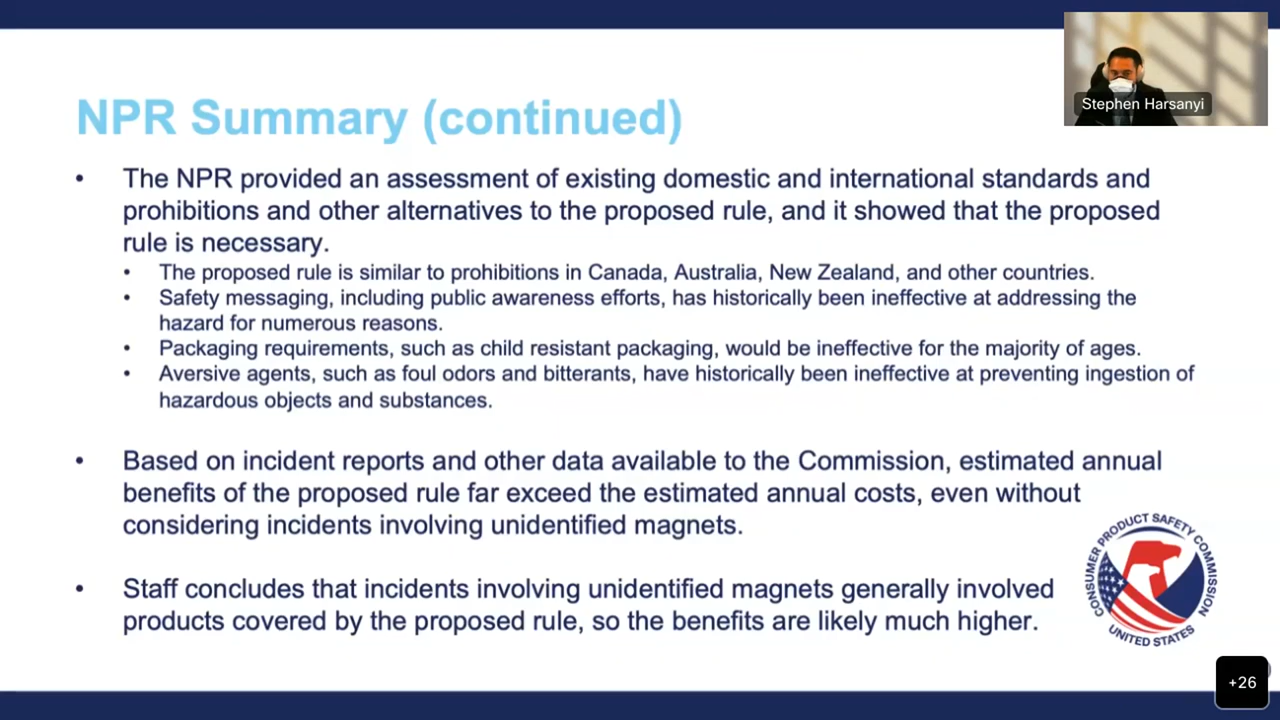 Stephen Harsanyi
NPR Summary (continued)
• The NPR provided an assessment of existing domestic and international standards and
prohibitions and other alternatives to the proposed rule, and it showed that the proposed
rule is necessary.
• The proposed rule is similar to prohibitions in Canada, Australia, New Zealand, and other countries.
• Safety messaging, including public awareness efforts, has historically been ineffective at addressing the
hazard for numerous reasons.
• Packaging requirements, such as child resistant packaging, would be ineffective for the majority of ages.
• Aversive agents, such as foul odors and bitterants, have historically been ineffective at preventing ingestion of
hazardous objects and substances.
• Based on incident reports and other data available to the Commission, estimated annual
benefits of the proposed rule far exceed the estimated annual costs, even without
considering incidents involving unidentified magnets.
• Staff concludes that incidents involving unidentified magnets generally involved
products covered by the proposed rule, so the benefits are likely much higher.
CONSUMER PRODUCT SAFETY COMMISSION
UNITED STATES
+26